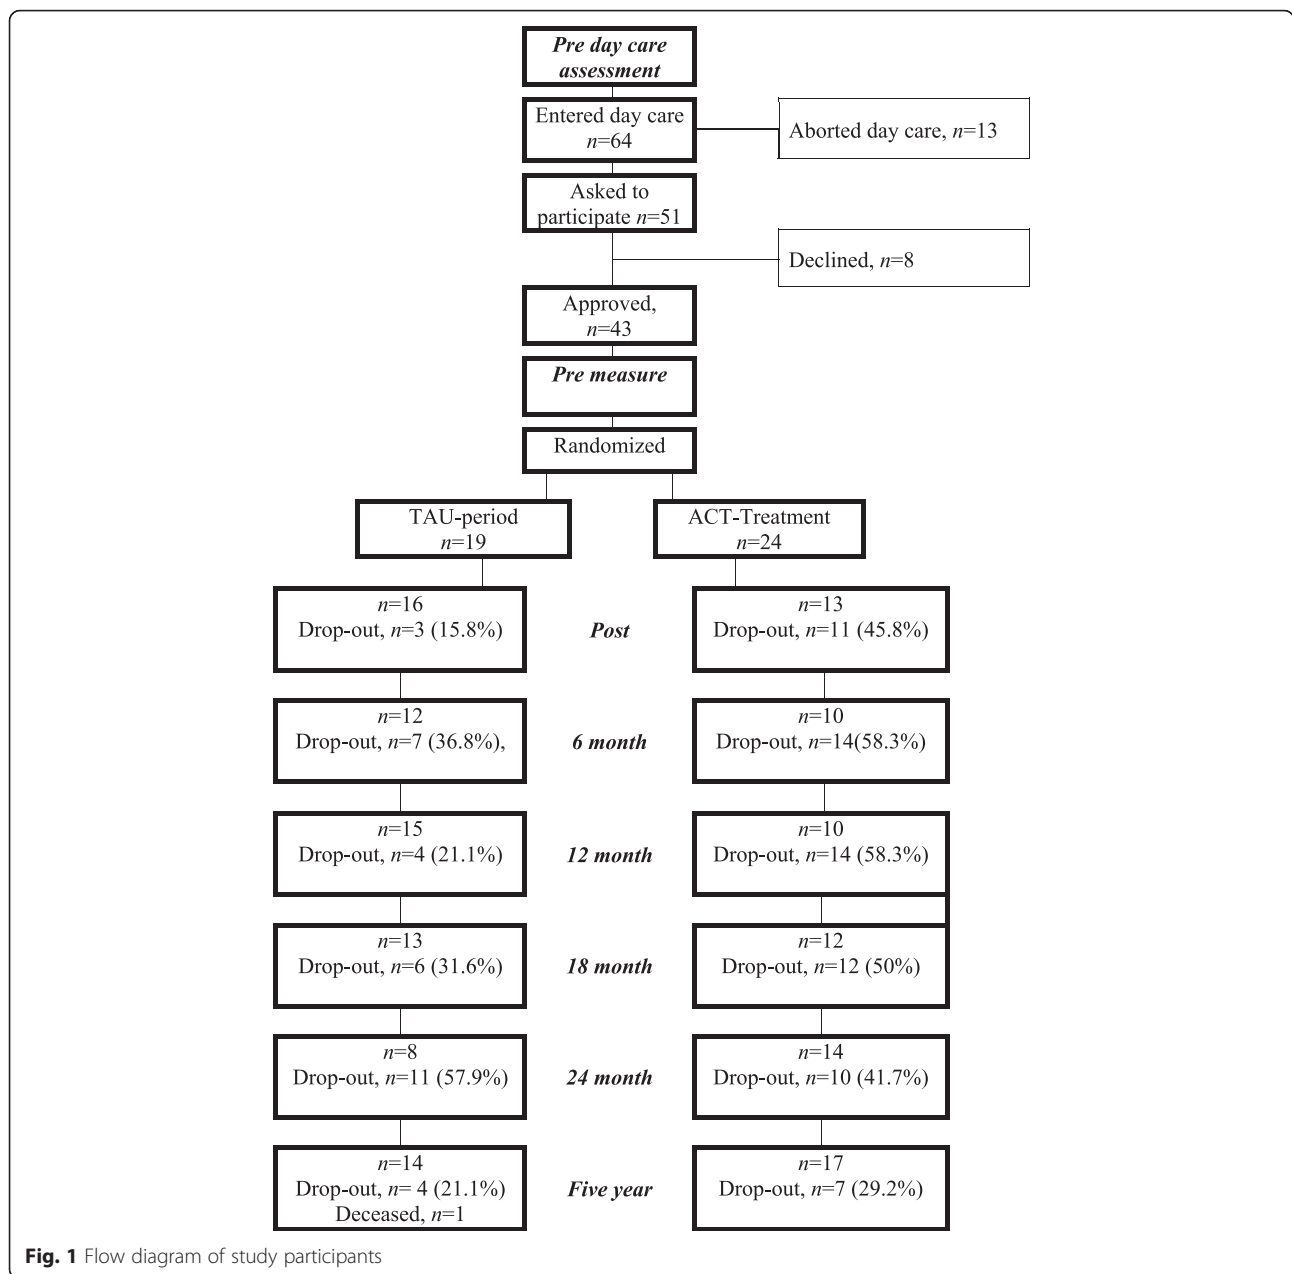 Pre day care
assessment
Entered day care
n=64
Aborted day care, n=13
Asked to
participate n=51
Declined, n=8
Approved,
n=43
Pre measure
Randomized
TAU-period
n=19
ACT-Treatment
n=24
n=16
Drop-out, n=3 (15.8%)
Post
n=13
Drop-out, n=11 (45.8%)
n=12
Drop-out, n=7 (36.8%),
6 month
n=10
Drop-out, n=14(58.3%)
n=15
Drop-out, n=4 (21.1%)
12 month
n=10
Drop-out, n=14 (58.3%)
n=13
Drop-out, n=6 (31.6%)
18 month
n=12
Drop-out, n=12 (50%)
n=8
Drop-out, n=11 (57.9%)
24 month
n=14
Drop-out, n=10 (41.7%)
n=14
Drop-out, n= 4 (21.1%)
Deceased, n=1
Five year
n=17
Drop-out, n=7 (29.2%)
Fig. 1 Flow diagram of study participants